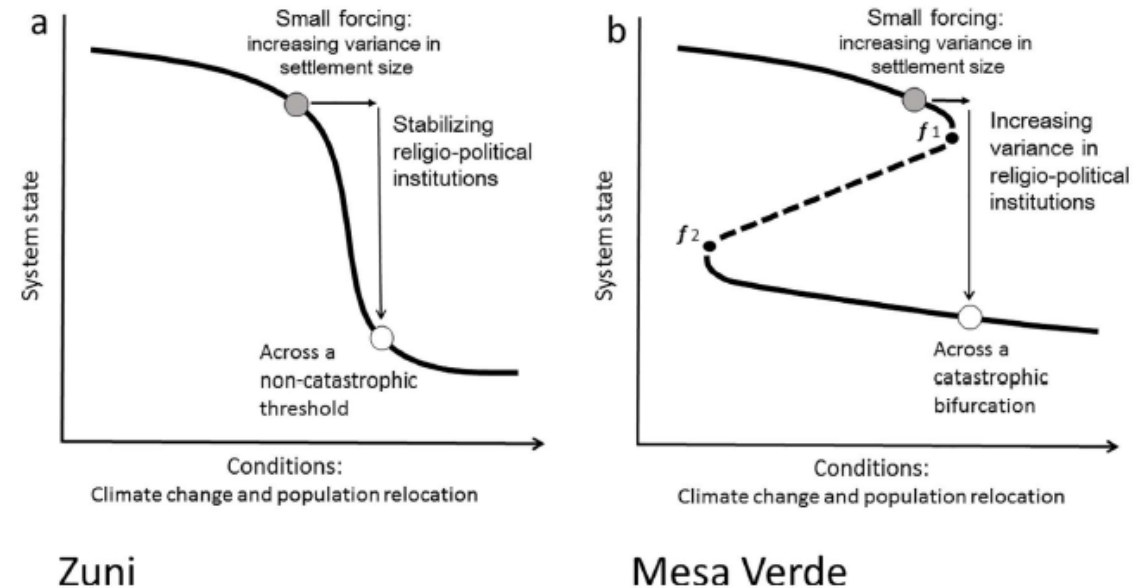 a
Small forcing:
increasing variance in
settlement size
Stabilizing
religio-political
institutions
System state
Across a
non-catastrophic
threshold
Conditions:
Climate change and population relocation
Zuni
b
Small forcing:
increasing variance in
settlement size
f1
Increasing
variance in
religio-political
institutions
f2
System state
Across a
catastrophic
bifurcation
Conditions:
Climate change and population relocation
Mesa Verde